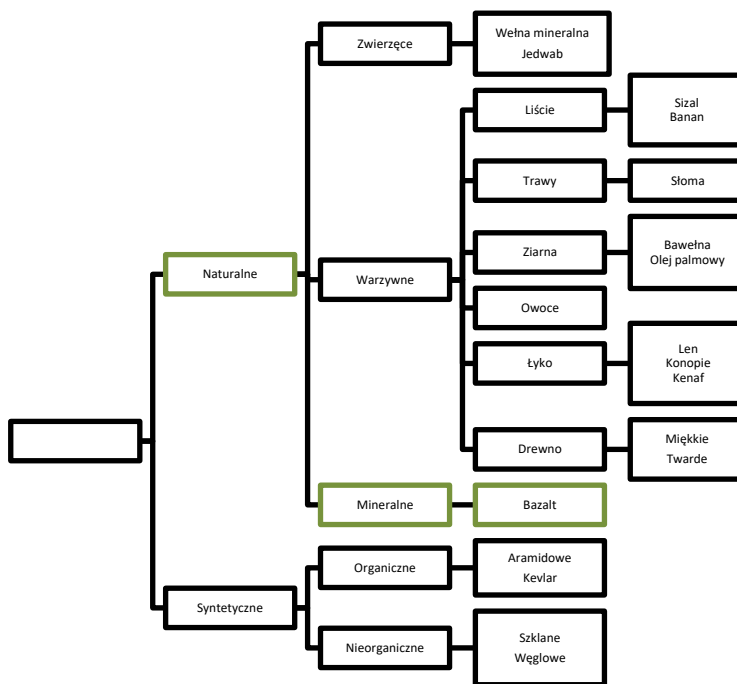 Zwierzęce
Wełna mineralna
Jedwab
Liście
Sizal
Banan
Trawy
Słoma
Naturalne
Warzywne
Ziarna
Bawełna
Olej palmowy
Owoce
Łyko
Len
Konopie
Kenaf
Drewno
Miękkie
Twarde
Mineralne
Bazalt
Syntetyczne
Organiczne
Aramidowe
Kevlar
Nieorganiczne
Szklane
Węglowe